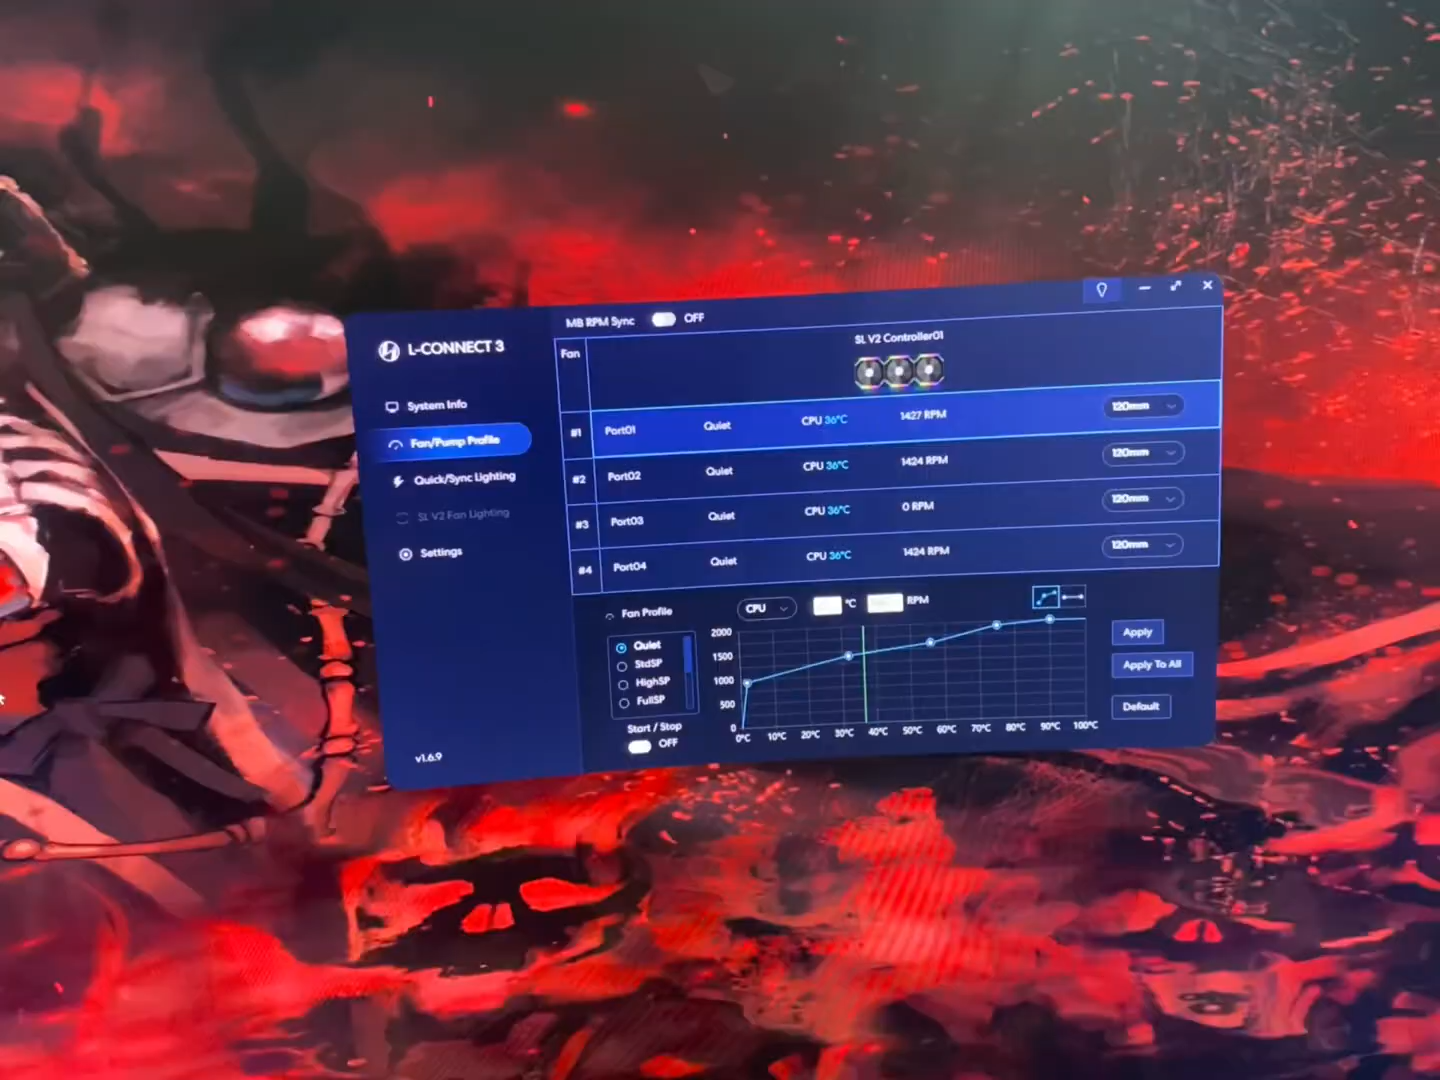 MB RPM Sync OFF
L-CONNECT 3
System Info
Fan/Pump Profile
Quick/Sync Lighting
SL V2 Fan Lighting
Settings
v1.6.9
Fan
SL V2 Controller01
#1 Port01 Quiet CPU 36°C 1427 RPM 120mm
#2 Port02 Quiet CPU 36°C 1424 RPM 120mm
#3 Port03 Quiet CPU 36°C 0 RPM 120mm
#4 Port04 Quiet CPU 36°C 1424 RPM 120mm
Fan Profile
Quiet
StdSP
HighSP
FullSP
Start / Stop
OFF
CPU °C RPM
2000
1500
1000
500
0
0°C 10°C 20°C 30°C 40°C 50°C 60°C 70°C 80°C 90°C 100°C
Apply
Apply To All
Default